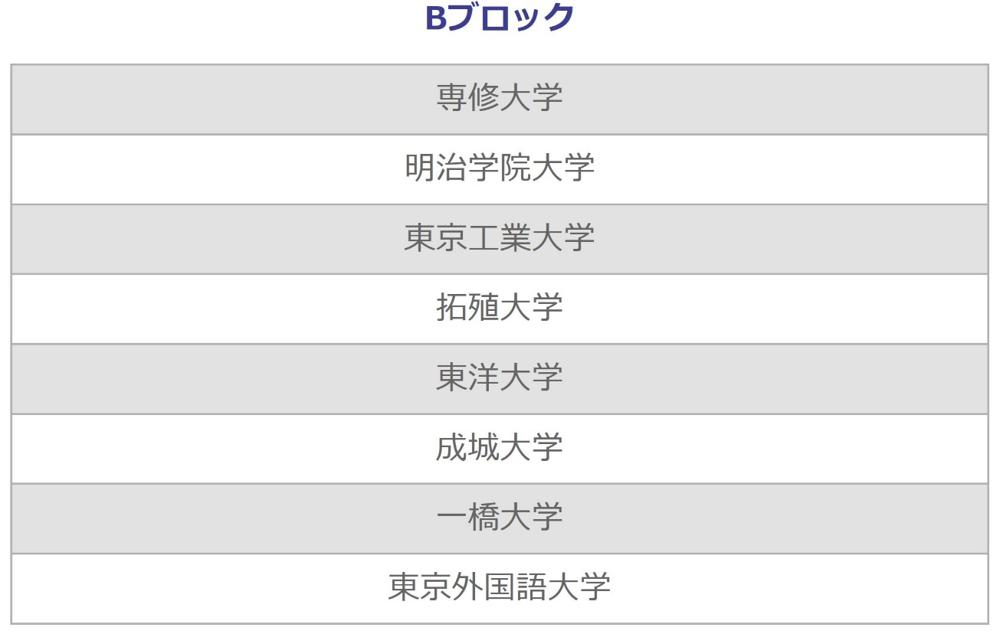 Bブロック
専修大学
明治学院大学
東京工業大学
拓殖大学
東洋大学
成城大学
一橋大学
東京外国語大学